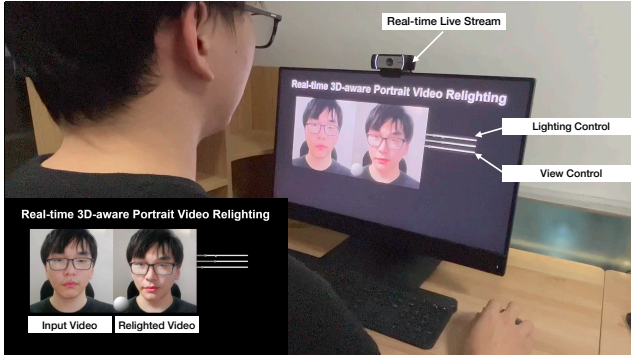 Real-time Live Stream
Real-time 3D-aware Portrait Video Relighting
Lighting Control
View Control
Real-time 3D-aware Portrait Video Relighting
Input Video
Relighted Video